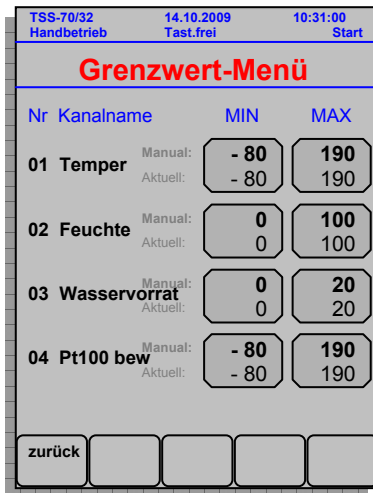 TSS-70/32 14.10.2009 10:31:00
Handbetrieb Tast.frei Start
Grenzwert-Menü
Nr Kanalname MIN MAX
01 Temper Manual: - 80 190
Aktuell: - 80 190
02 Feuchte Manual: 0 100
Aktuell: 0 100
03 Wasservorrat Manual: 0 20
Aktuell: 0 20
04 Pt100 bew Manual: - 80 190
Aktuell: - 80 190
zurück